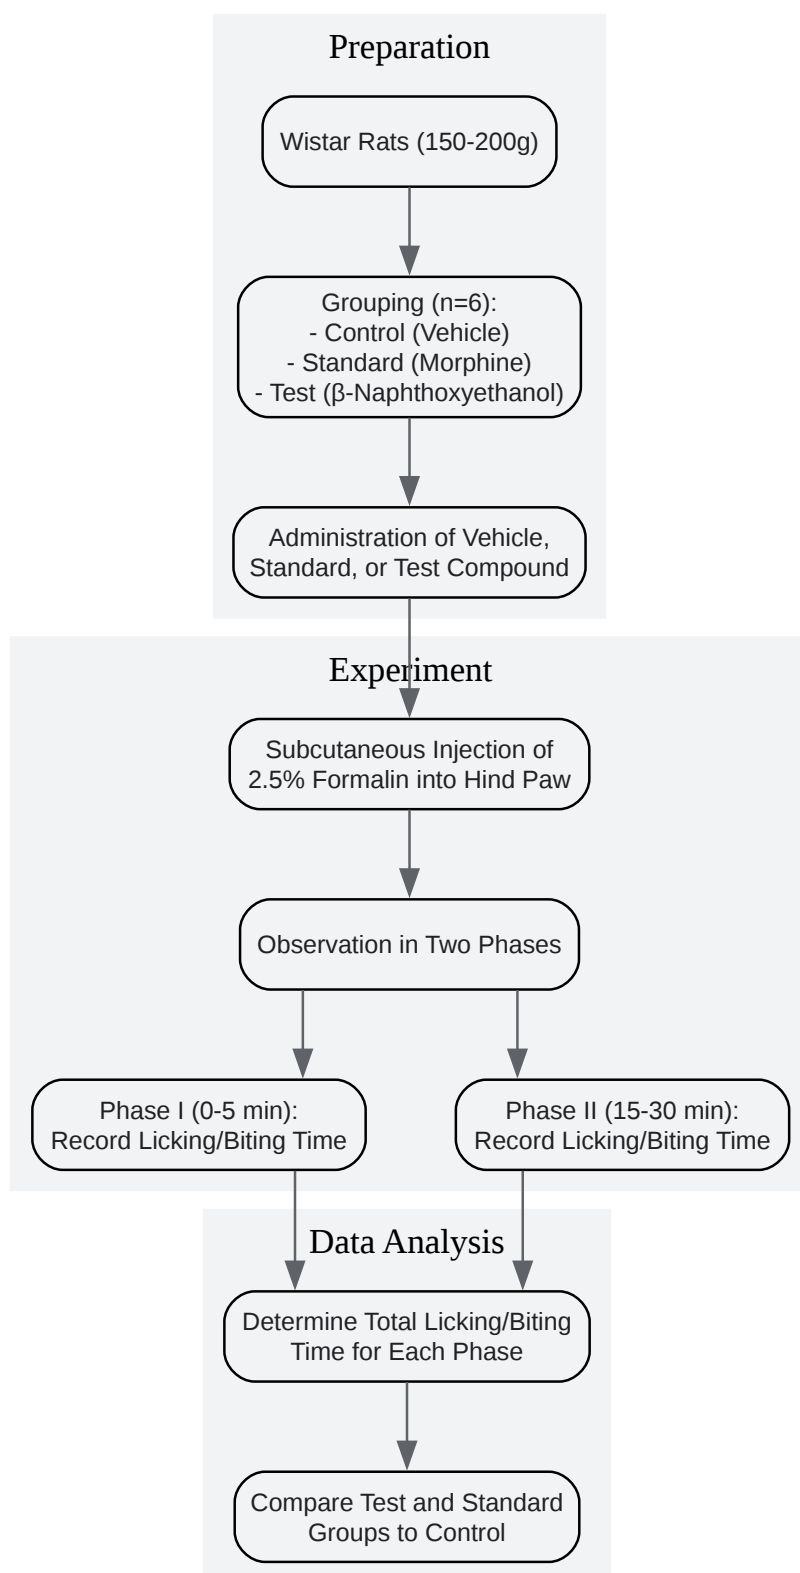 Preparation
Wistar Rats (150-200g)
Grouping (n=6):
- Control (Vehicle)
- Standard (Morphine)
- Test (β-Naphthoxyethanol)
Administration of Vehicle,
Standard, or Test Compound
Experiment
Subcutaneous Injection of
2.5% Formalin into Hind Paw
Observation in Two Phases
Phase I (0-5 min):
Record Licking/Biting Time
Phase II (15-30 min):
Record Licking/Biting Time
Data Analysis
Determine Total Licking/Biting
Time for Each Phase
Compare Test and Standard
Groups to Control